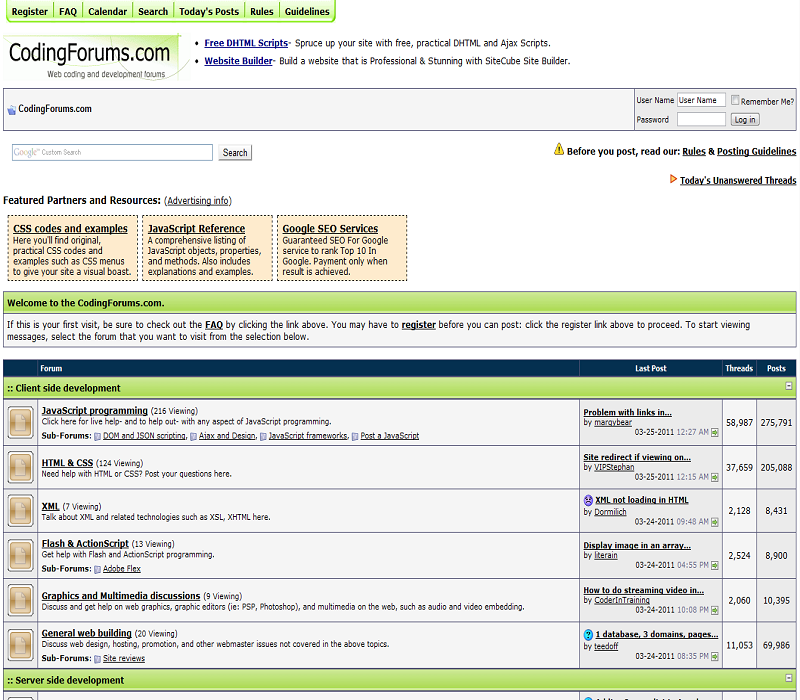 Register FAQ Calendar Search Today's Posts Rules Guidelines
CodingForums.com
Web coding and development forums
• Free DHTML Scripts- Spruce up your site with free, practical DHTML and Ajax Scripts.
• Website Builder- Build a website that is Professional & Stunning with SiteCube Site Builder.
CodingForums.com
User Name User Name Remember Me?
Password Log in
Google™ Custom Search Search
Before you post, read our: Rules & Posting Guidelines
Today's Unanswered Threads
Featured Partners and Resources: (Advertising info)
CSS codes and examples
Here you'll find original,
practical CSS codes and
examples such as CSS menus
to give your site a visual boast.
JavaScript Reference
A comprehensive listing of
JavaScript objects, properties,
and methods. Also includes
explanations and examples.
Google SEO Services
Guaranteed SEO For Google
service to rank Top 10 In
Google. Payment only when
result is achieved.
Welcome to the CodingForums.com.
If this is your first visit, be sure to check out the FAQ by clicking the link above. You may have to register before you can post: click the register link above to proceed. To start viewing
messages, select the forum that you want to visit from the selection below.
Forum Last Post Threads Posts
:: Client side development
JavaScript programming (216 Viewing)
Click here for live help- and to help out- with any aspect of JavaScript programming.
Sub-Forums: DOM and JSON scripting, Ajax and Design, JavaScript frameworks, Post a JavaScript
Problem with links in...
by margybear
03-25-2011 12:27 AM
58,987 275,791
HTML & CSS (124 Viewing)
Need help with HTML or CSS? Post your questions here.
Site redirect if viewing on...
by VIPStephan
03-25-2011 12:15 AM
37,659 205,088
XML (7 Viewing)
Talk about XML and related technologies such as XSL, XHTML here.
XML not loading in HTML
by Dormilich
03-24-2011 09:48 AM
2,128 8,431
Flash & ActionScript (13 Viewing)
Get help with Flash and ActionScript programming.
Sub-Forums: Adobe Flex
Display image in an array...
by literain
03-24-2011 04:55 PM
2,524 8,900
Graphics and Multimedia discussions (9 Viewing)
Discuss and get help on web graphics, graphic editors (ie: PSP, Photoshop), and multimedia on the web, such as audio and video embedding.
How to do streaming video in...
by CoderInTraining
03-24-2011 10:08 PM
2,060 10,395
General web building (20 Viewing)
Discuss web design, hosting, promotion, and other webmaster issues not covered in the above topics.
Sub-Forums: Site reviews
1 database, 3 domains, pages...
by teedoff
03-24-2011 08:35 PM
11,053 69,986
:: Server side development